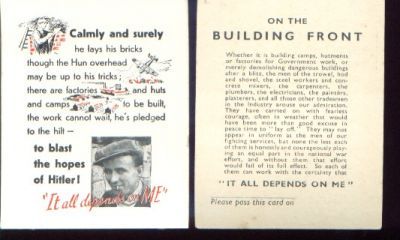 Calmly and surely
he lays his bricks
though the Hun overhead
may be up to his tricks;
there are factories and huts
and camps to be built,
the work cannot wait, he's pledged
to the hilt —
to blast
the hopes
of Hitler!
"It all depends on ME"
ON THE
BUILDING FRONT
Whether it is building camps, hutments
or factories for Government work, or
merely demolishing dangerous buildings
after a blitz, the men of the trowel, hod
and shovel, the steel workers and con-
crete mixers, the carpenters, the
plumbers, the electricians, the painters,
plasterers, and all those other tradesmen
in the industry arouse our admiration.
They have carried on with fearless
courage, often in weather that would
have been more than good excuse in
peace time to "lay off." They may not
appear in uniform as the men of our
fighting services, but none the less each
of them is honestly and courageously play-
ing an equal part in the national war
effort, and without them that effort
would fall of its full effect. So each of
them can work with the certainty that
"IT ALL DEPENDS ON ME"
Please pass this card on